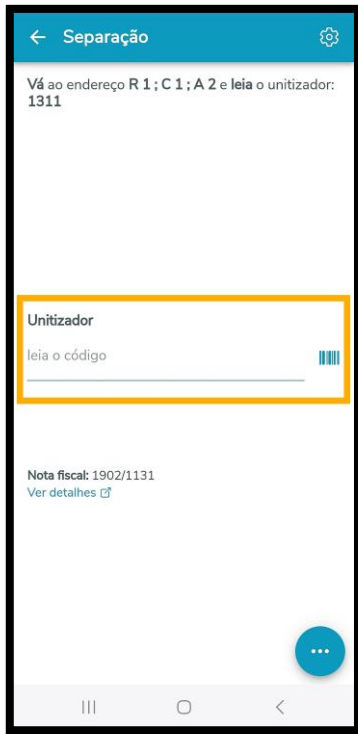 Separação
Vá ao endereço R 1 ; C 1 ; A 2 e leia o unitizador:
1311
Unitizador
leia o código
Nota fiscal: 1902/1131
Ver detalhes